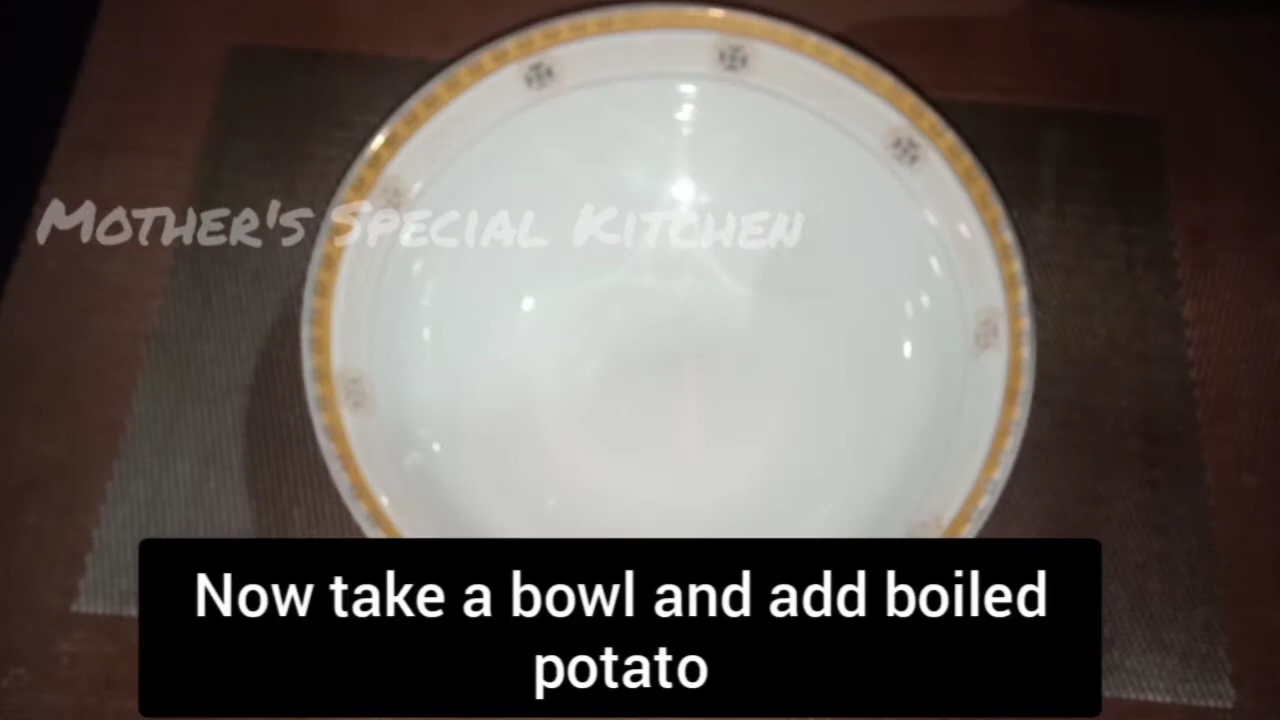 Mother's Special Kitchen
Now take a bowl and add boiled
potato